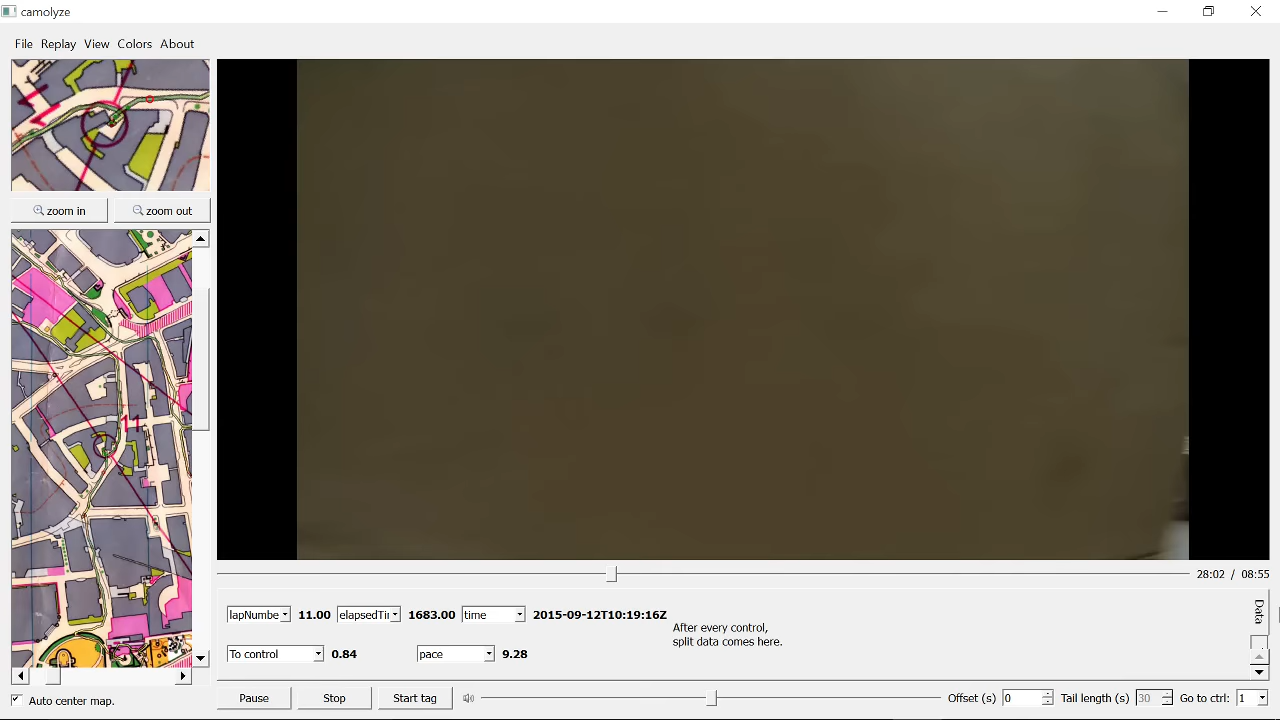 camolyze
File Replay View Colors About
zoom in zoom out
11
28:02 / 08:55
Data
lapNumbe 11.00 elapsedTi 1683.00 time 2015-09-12T10:19:16Z
After every control,
split data comes here.
To control 0.84 pace 9.28
Auto center map.
Pause Stop Start tag Offset (s) 0 Tail length (s) 30 Go to ctrl: 1